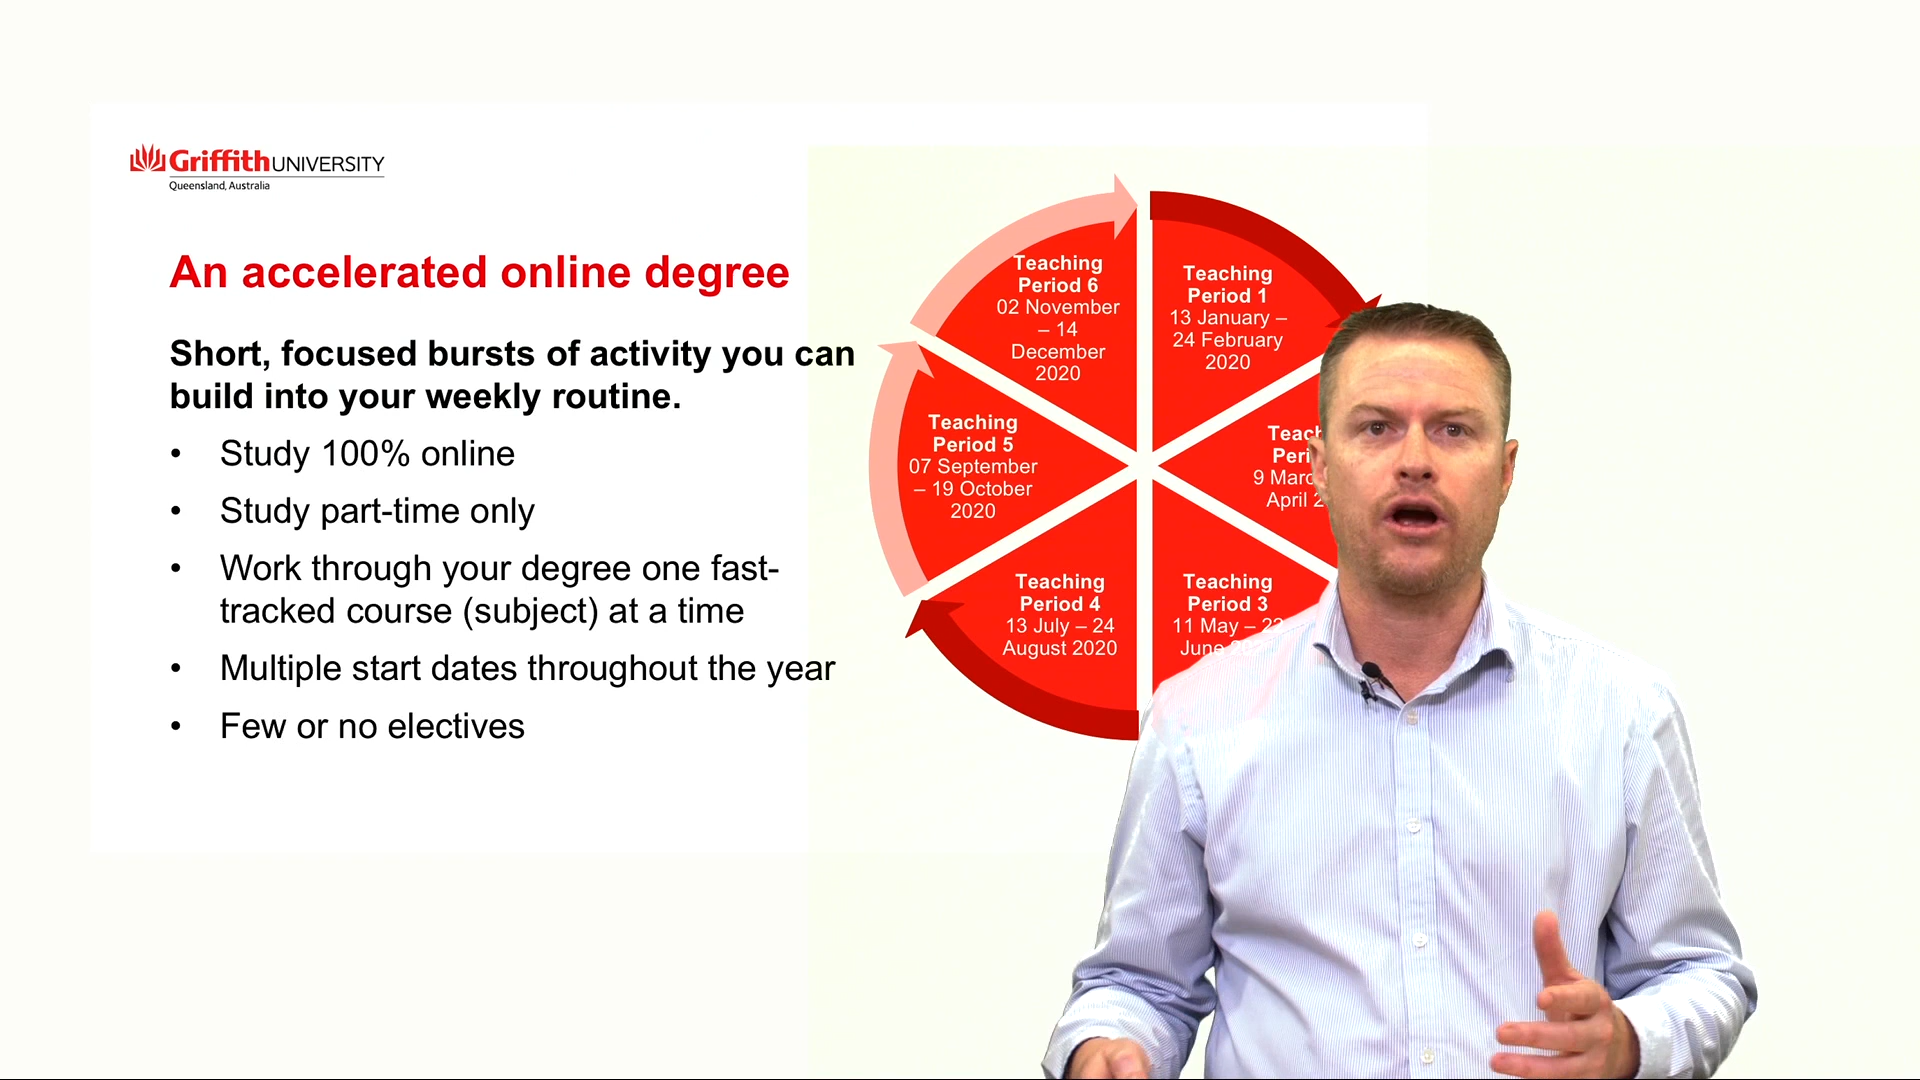 Griffith UNIVERSITY
Queensland, Australia
An accelerated online degree
Short, focused bursts of activity you can
build into your weekly routine.
• Study 100% online
• Study part-time only
• Work through your degree one fast-
tracked course (subject) at a time
• Multiple start dates throughout the year
• Few or no electives
Teaching
Period 1
13 January –
24 February
2020
9
April
Teaching
Period 3
11 May –
June
Teaching
Period 4
13 July – 24
August 2020
Teaching
Period 5
07 September
– 19 October
2020
Teaching
Period 6
02 November
– 14
December
2020